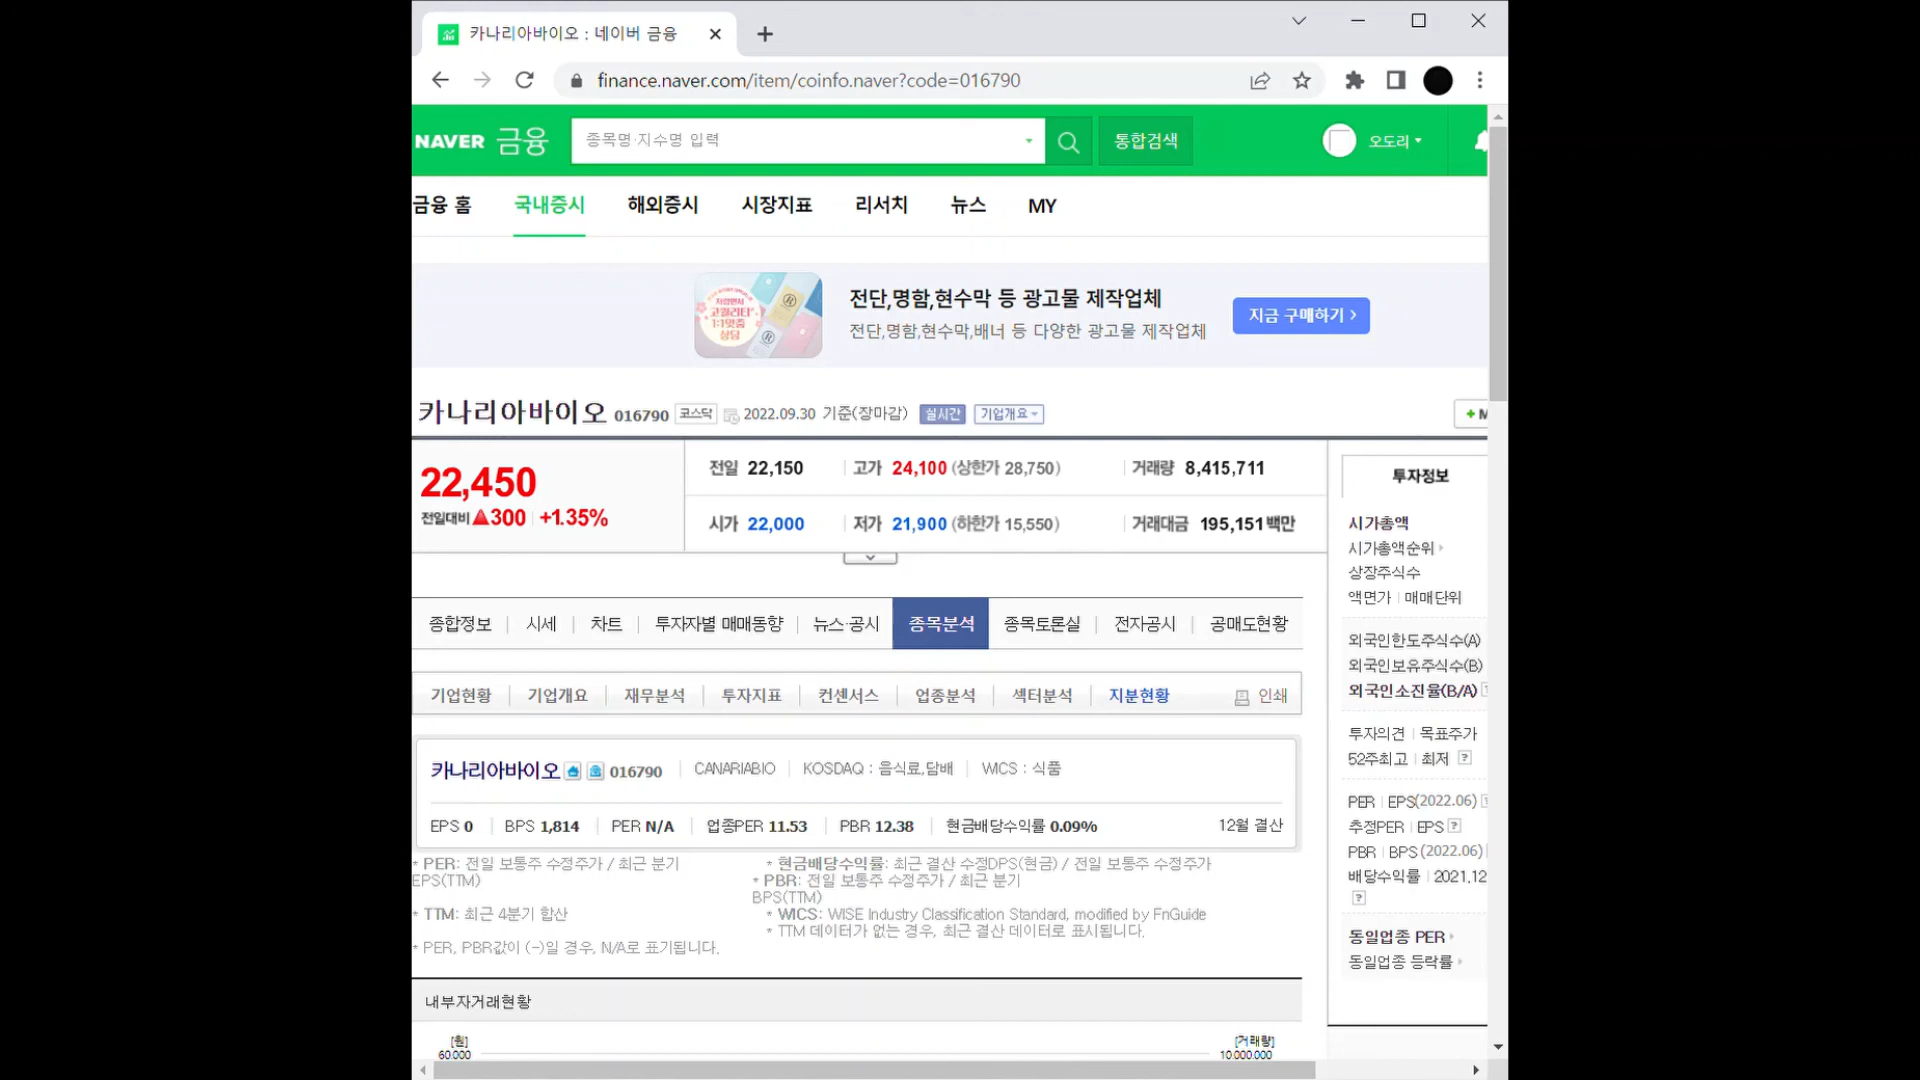 카나리아바이오 : 네이버 금융
finance.naver.com/item/coinfo.naver?code=016790
NAVER 금융 종목명·지수명 입력 통합검색 오도리
금융 홈 국내증시 해외증시 시장지표 리서치 뉴스 MY
전단,명함,현수막 등 광고물 제작업체
전단,명함,현수막,배너 등 다양한 광고물 제작업체
지금 구매하기
고퀄리티
1:1맞춤
상담
카나리아바이오 016790 코스닥 2022.09.30 기준(장마감) 실시간 기업개요
+ M
22,450
전일대비 ▲300 +1.35%
전일 22,150 고가 24,100 (상한가 28,750) 거래량 8,415,711
시가 22,000 저가 21,900 (하한가 15,550) 거래대금 195,151 백만
투자정보
시가총액
시가총액순위
상장주식수
액면가 매매단위
외국인한도주식수(A)
외국인보유주식수(B)
외국인소진율(B/A)
투자의견 목표주가
52주최고 최저 ?
PER EPS(2022.06)
추정PER EPS ?
PBR BPS (2022.06)
배당수익률 2021.12
?
동일업종 PER
동일업종 등락률
종합정보 시세 차트 투자자별 매매동향 뉴스·공시 종목분석 종목토론실 전자공시 공매도현황
기업현황 기업개요 재무분석 투자지표 컨센서스 업종분석 섹터분석 지분현황 인쇄
카나리아바이오 016790 CANARIABIO KOSDAQ : 음식료,담배 WICS : 식품
EPS 0 BPS 1,814 PER N/A 업종PER 11.53 PBR 12.38 현금배당수익률 0.09% 12월 결산
* PER: 전일 보통주 수정주가 / 최근 분기
EPS(TTM)
* TTM: 최근 4분기 합산
* PER, PBR값이 (-)일 경우, N/A로 표기됩니다.
* 현금배당수익률: 최근 결산 수정DPS(현금) / 전일 보통주 수정주가
* PBR: 전일 보통주 수정주가 / 최근 분기
BPS(TTM)
* WICS: WISE Industry Classification Standard, modified by FnGuide
* TTM 데이터가 없는 경우, 최근 결산 데이터로 표시됩니다.
내부자거래현황
[원] [거래량]
60,000 10,000,000